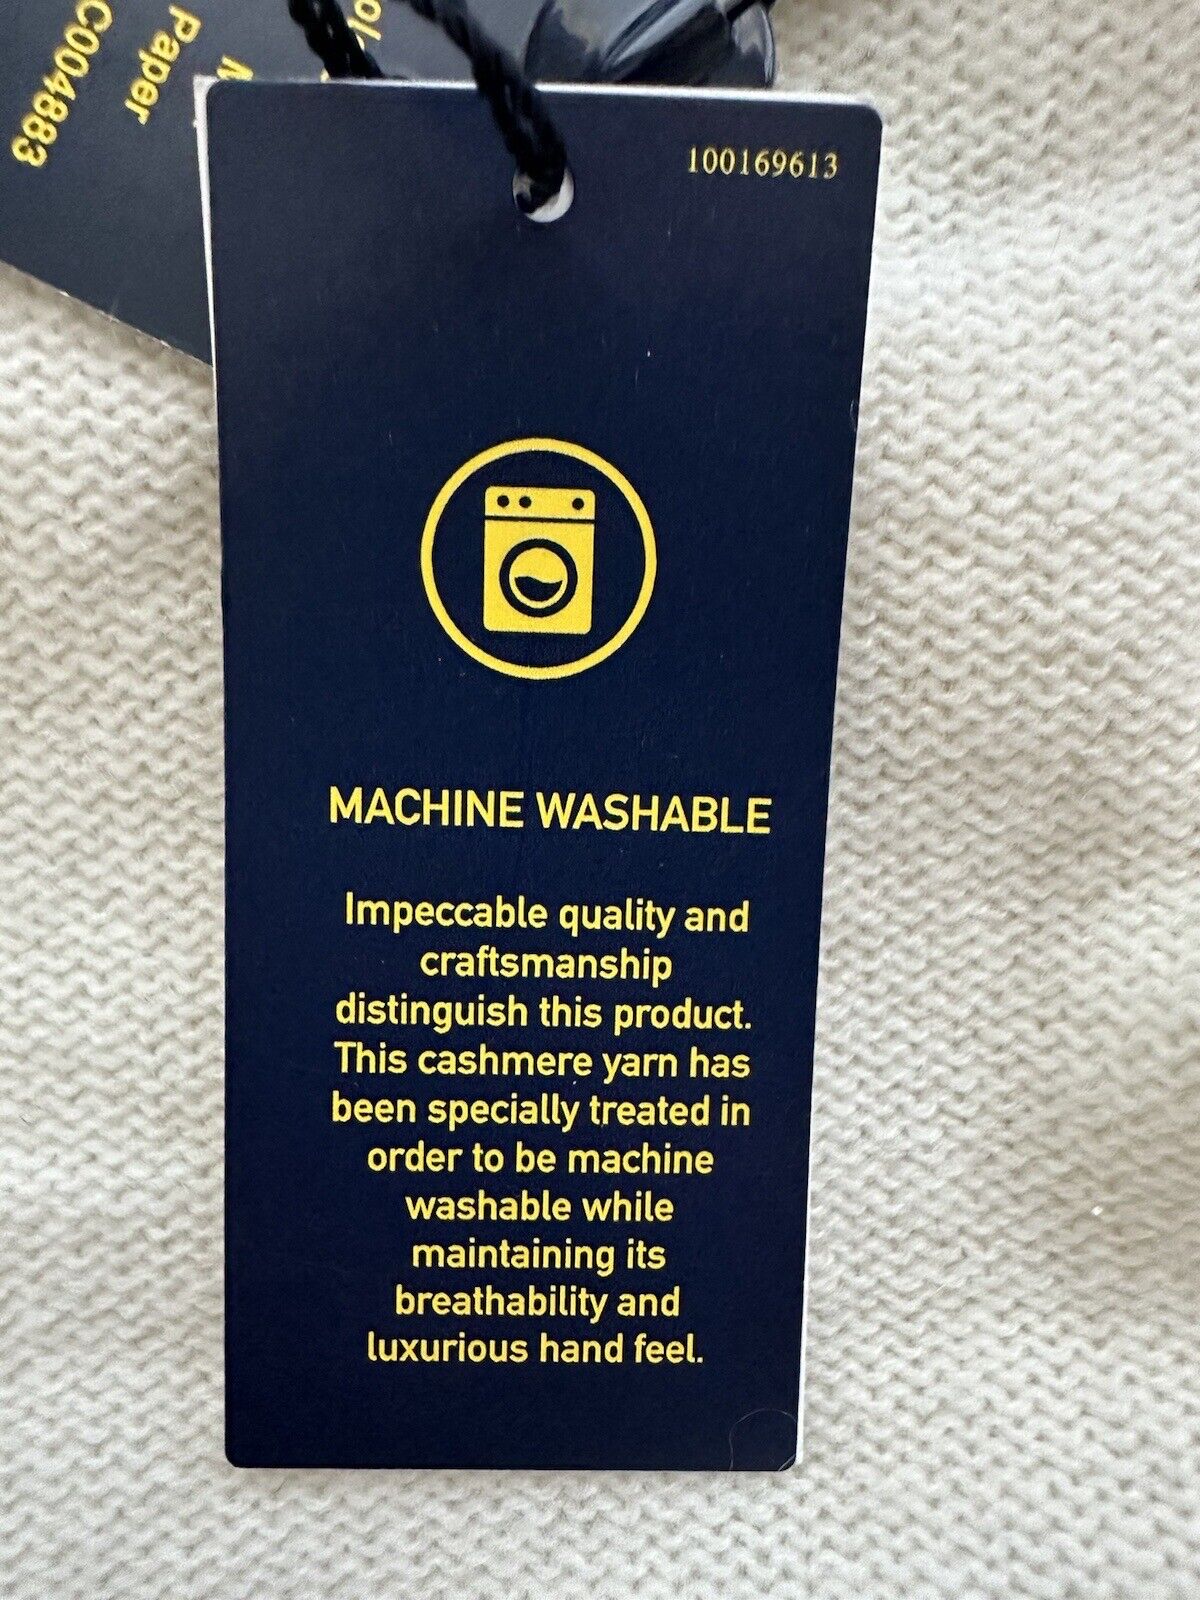 Paper
C004883
100169613
MACHINE WASHABLE
Impeccable quality and
craftsmanship
distinguish this product.
This cashmere yarn has
been specially treated in
order to be machine
washable while
maintaining its
breathability and
luxurious hand feel.